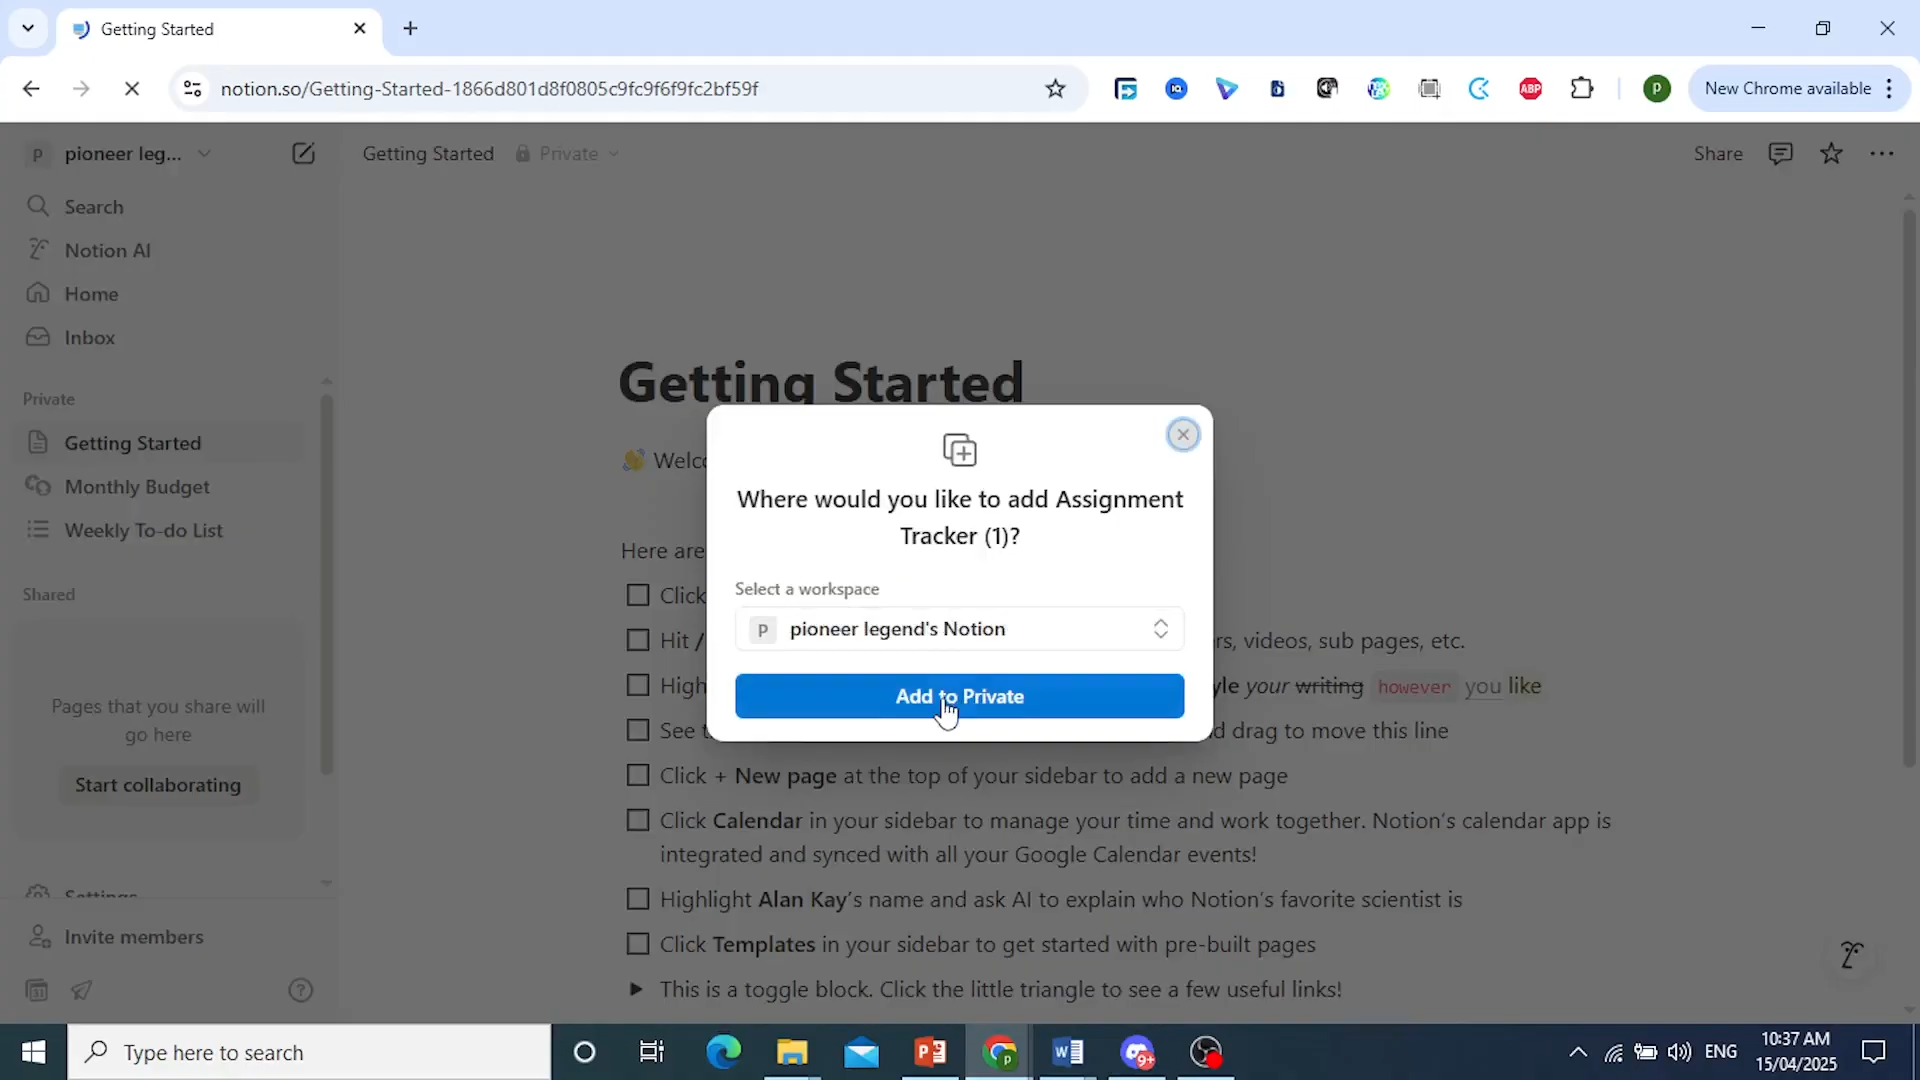 Getting Started
notion.so/Getting-Started-1866d801d8f0805c9fc9f6f9fc2bf59f
IQ
ABP
P
New Chrome available
P pioneer leg...
Getting Started Private
Share
Search
Notion AI
Home
Inbox
Private
Getting Started
Monthly Budget
Weekly To-do List
Shared
Pages that you share will
go here
Start collaborating
Settings
Invite members
31
?
Getting Started
👋 Welco
Here are
Click
Hit / rs, videos, sub pages, etc.
High yle your writing however you like
See t d drag to move this line
Click + New page at the top of your sidebar to add a new page
Click Calendar in your sidebar to manage your time and work together. Notion's calendar app is
integrated and synced with all your Google Calendar events!
Highlight Alan Kay's name and ask AI to explain who Notion's favorite scientist is
Click Templates in your sidebar to get started with pre-built pages
This is a toggle block. Click the little triangle to see a few useful links!
Where would you like to add Assignment
Tracker (1)?
Select a workspace
P pioneer legend's Notion
Add to Private
Type here to search
P
P
W
9+
ENG
10:37 AM
15/04/2025